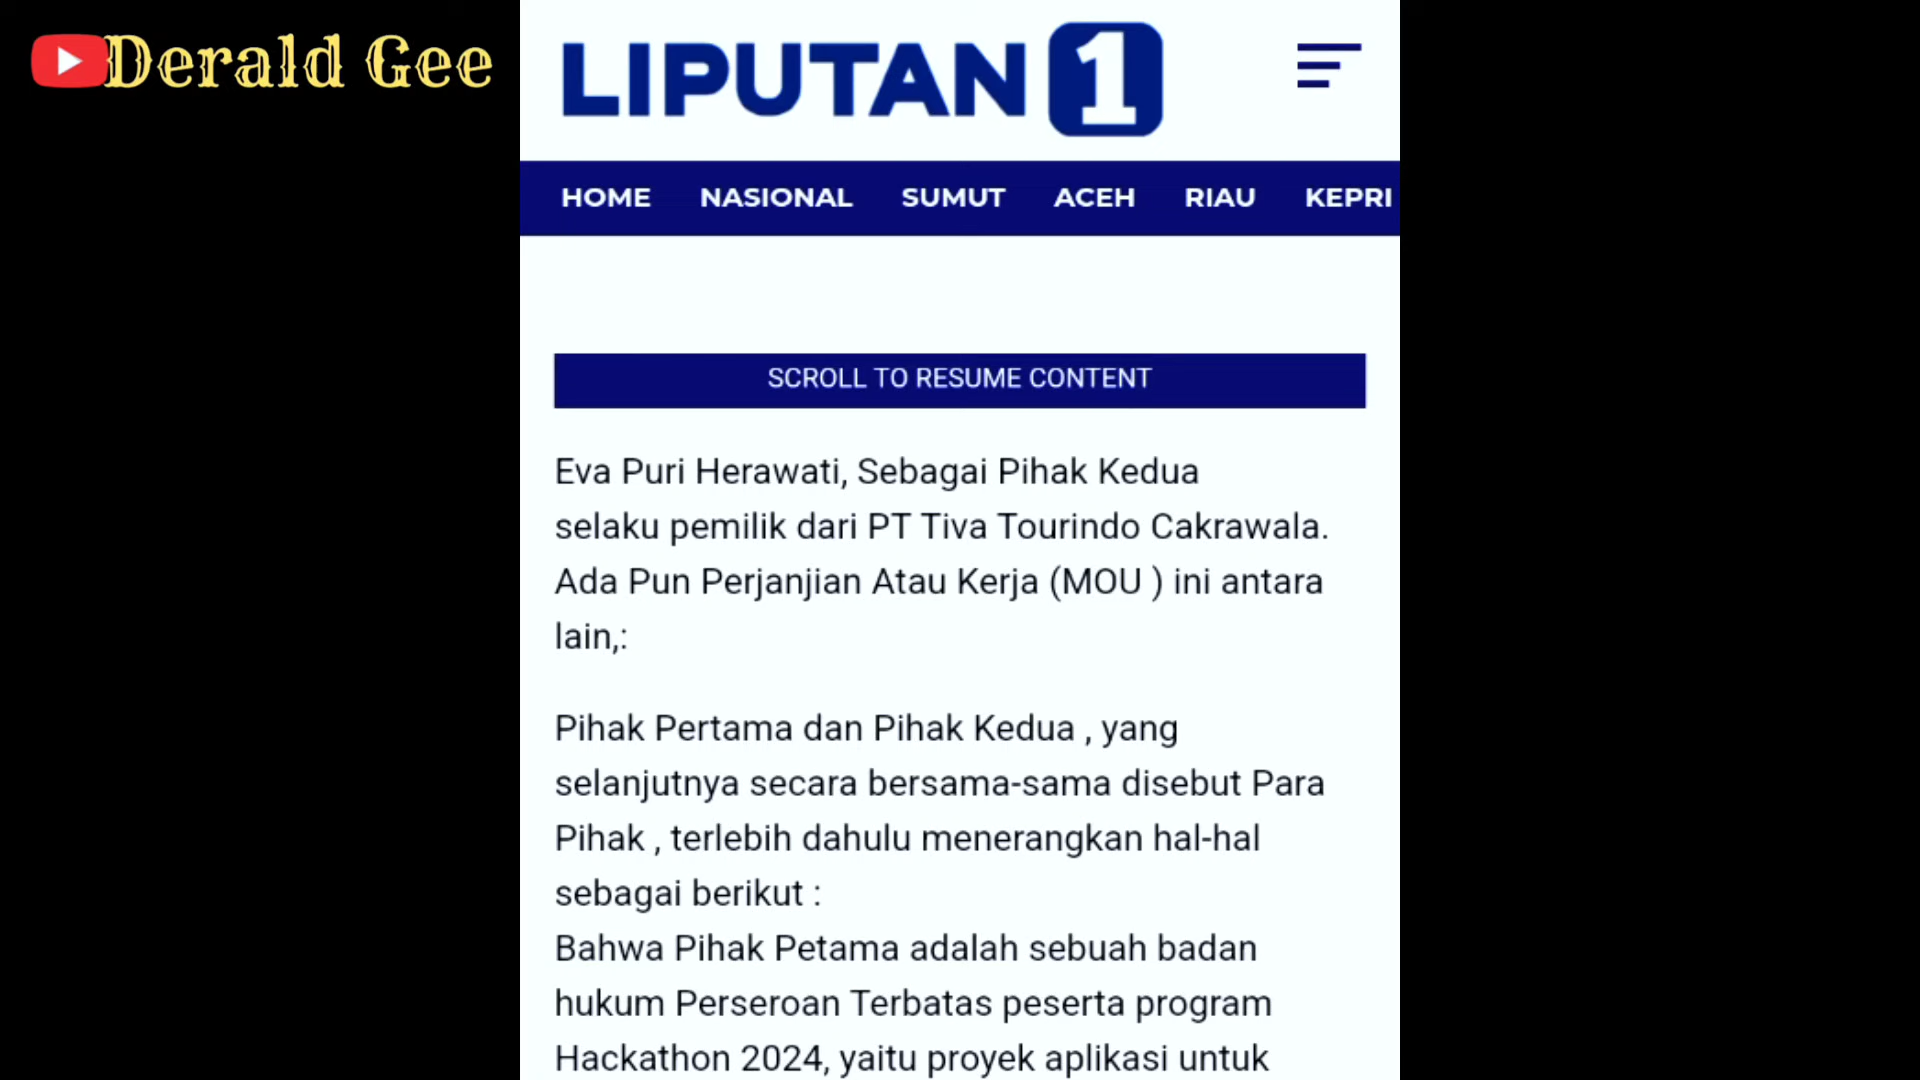 Derald Gee
LIPUTAN 1
HOME NASIONAL SUMUT ACEH RIAU KEPRI
SCROLL TO RESUME CONTENT
Eva Puri Herawati, Sebagai Pihak Kedua
selaku pemilik dari PT Tiva Tourindo Cakrawala.
Ada Pun Perjanjian Atau Kerja (MOU ) ini antara
lain,:
Pihak Pertama dan Pihak Kedua , yang
selanjutnya secara bersama-sama disebut Para
Pihak , terlebih dahulu menerangkan hal-hal
sebagai berikut :
Bahwa Pihak Petama adalah sebuah badan
hukum Perseroan Terbatas peserta program
Hackathon 2024, yaitu proyek aplikasi untuk